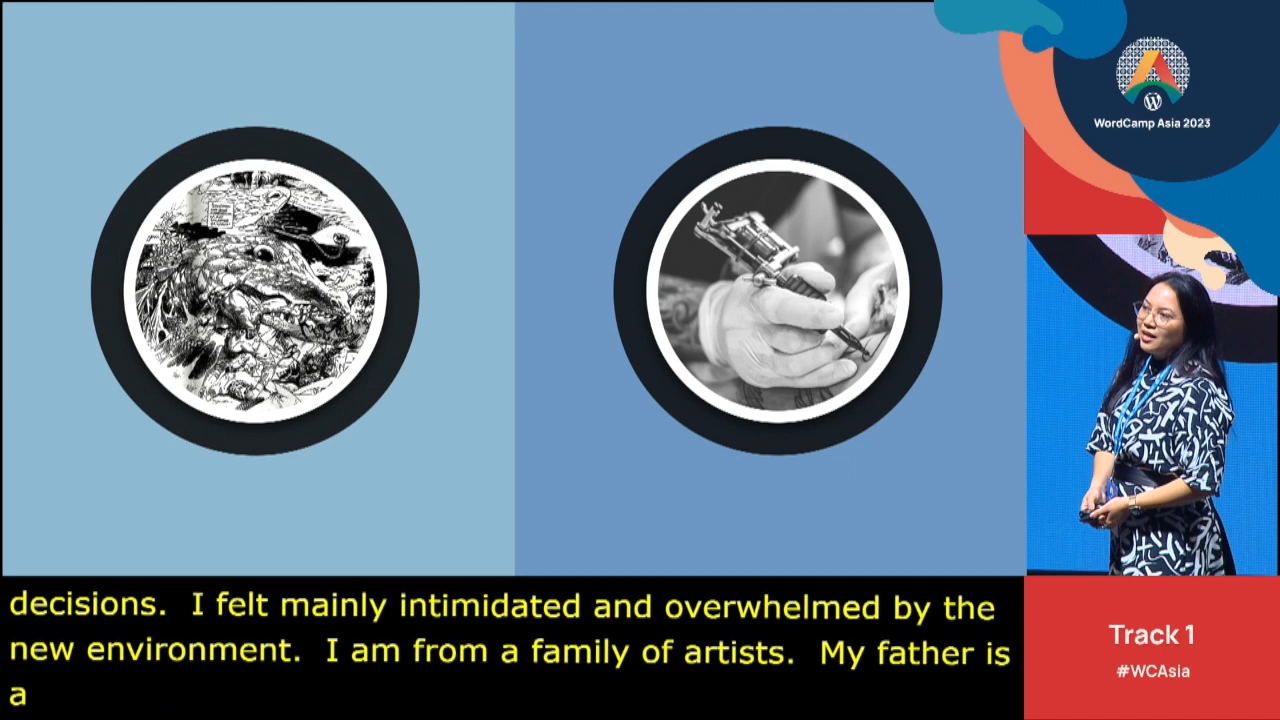 WordCamp Asia 2023
decisions.  I felt mainly intimidated and overwhelmed by the
new environment.  I am from a family of artists.  My father is
a
Track 1
#WCAsia